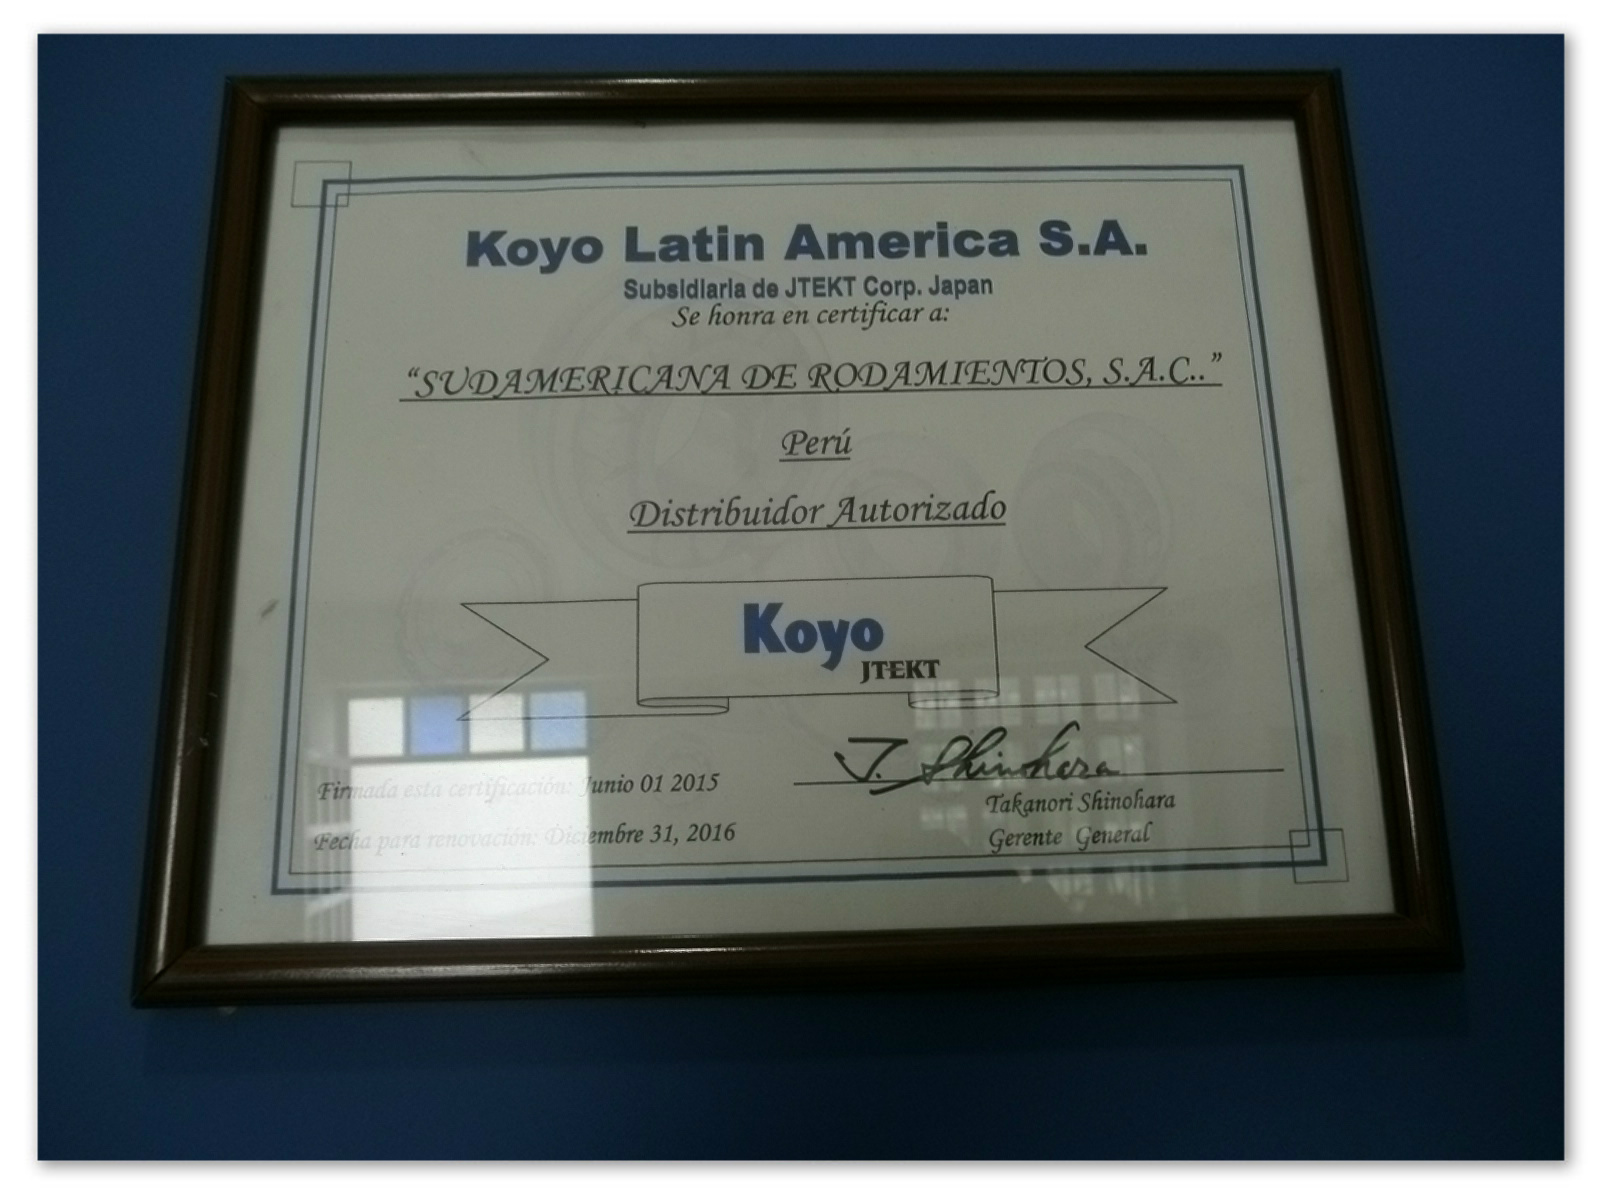 Koyo Latin America S.A.
Subsidiaria de JTEKT Corp. Japan
Se honra en certificar a:
“SUDAMERICANA DE RODAMIENTOS, S.A.C..”
Perú
Distribuidor Autorizado
Koyo
JTEKT
T. Shinohara
Firmada esta certificación: Junio 01 2015
Takanori Shinohara
Fecha para renovación: Diciembre 31, 2016
Gerente General